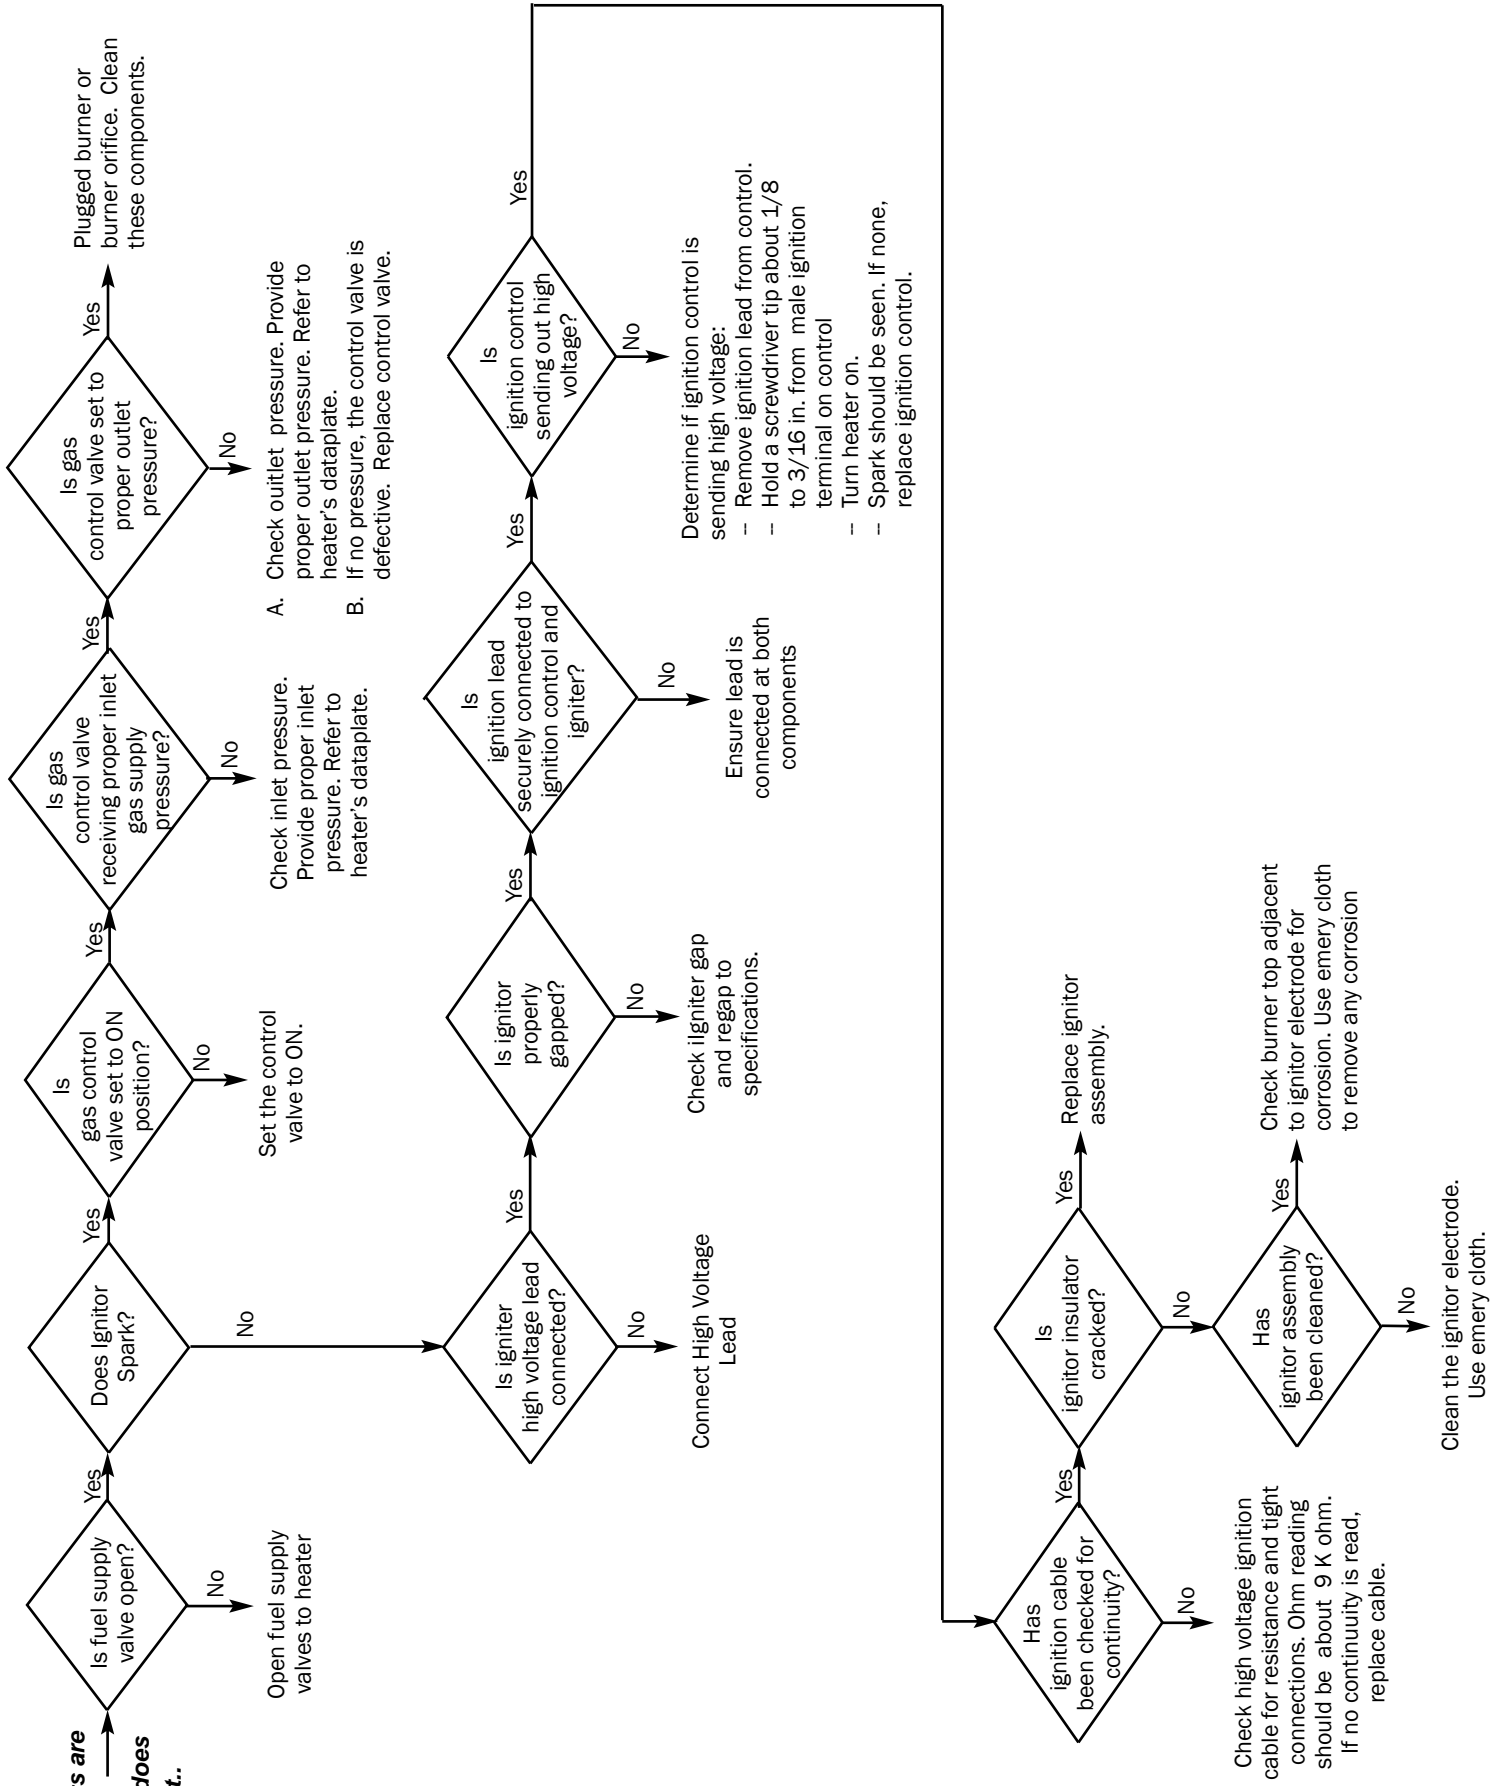 s are
does
t..
Is fuel supply
valve open?
Yes
No
Open fuel supply
valves to heater
Does Ignitor
Spark?
Yes
No
Is
gas control
valve set to ON
position?
Yes
No
Set the control
valve to ON.
Is gas
control valve
receiving proper inlet
gas supply
pressure?
Yes
No
Check inlet pressure.
Provide proper inlet
pressure. Refer to
heater's dataplate.
Is gas
control valve set to
proper outlet
pressure?
Yes
Plugged burner or
burner orifice. Clean
these components.
No
A. Check ouitlet pressure. Provide
proper outlet pressure. Refer to
heater's dataplate.
B. If no pressure, the control valve is
defective. Replace control valve.
Is igniter
high voltage lead
connected?
Yes
No
Connect High Voltage
Lead
Is ignitor
properly
gapped?
Yes
No
Check iIgniter gap
and regap to
specifications.
Is
ignition lead
securely connected to
ignition control and
igniter?
Yes
No
Ensure lead is
connected at both
components
Is
ignition control
sending out high
voltage?
Yes
No
Determine if ignition control is
sending high voltage:
-- Remove ignition lead from control.
-- Hold a screwdriver tip about 1/8
to 3/16 in. from male ignition
terminal on control
-- Turn heater on.
-- Spark should be seen. If none,
replace ignition control.
Has
ignition cable
been checked for
continuity?
Yes
No
Check high voltage ignition
cable for resistance and tight
connections. Ohm reading
should be about 9 K ohm.
If no continuuity is read,
replace cable.
Is
ignitor insulator
cracked?
Yes
Replace ignitor
assembly.
No
Has
ignitor assembly
been cleaned?
Yes
Check burner top adjacent
to ignitor electrode for
corrosion. Use emery cloth
to remove any corrosion
No
Clean the ignitor electrode.
Use emery cloth.